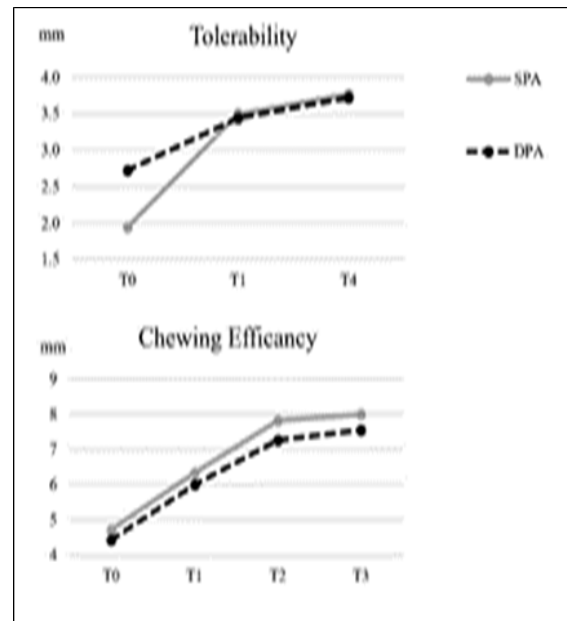 mm
Tolerability
4.0
3.5
3.0
2.5
2.0
1.5
T0 T1 T4
SPA
DPA
mm
Chewing Efficancy
9
8
7
6
5
4
T0 T1 T2 T3